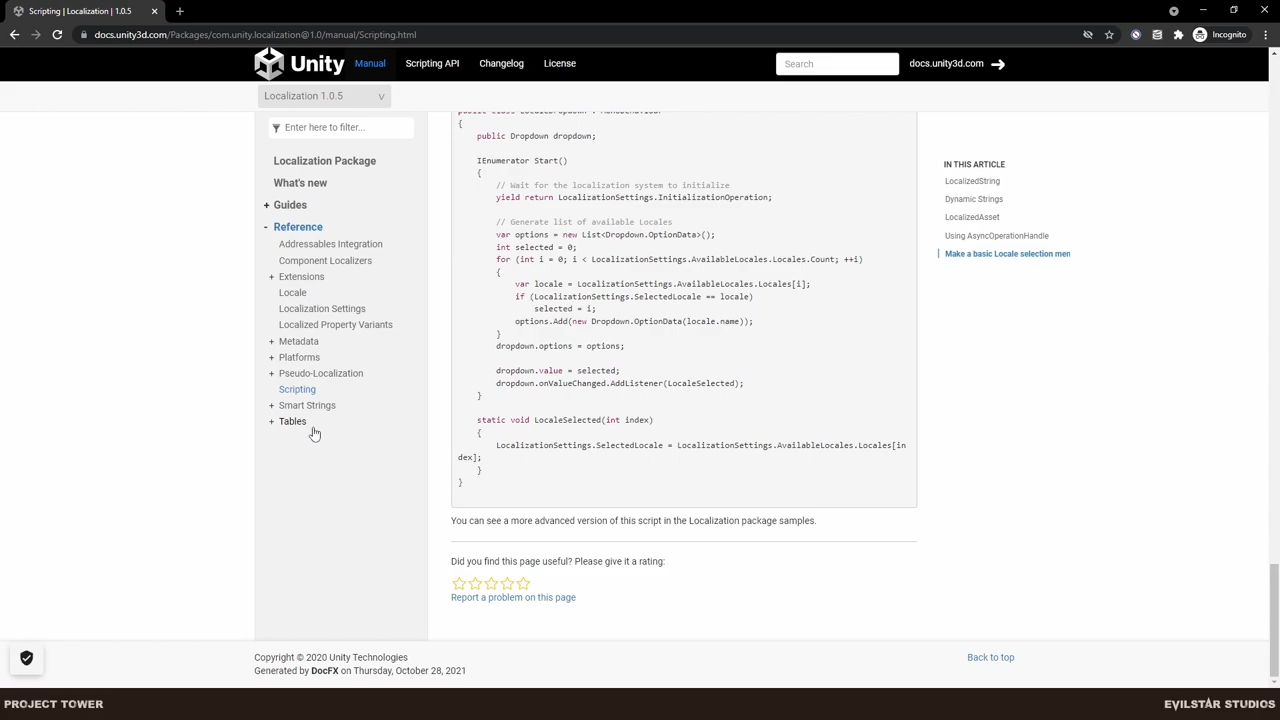 Scripting | Localization | 1.0.5
docs.unity3d.com/Packages/com.unity.localization@1.0/manual/Scripting.html
Incognito
Unity
Manual
Scripting API
Changelog
License
Search
docs.unity3d.com
Localization 1.0.5
Enter here to filter...
Localization Package
What's new
+ Guides
- Reference
Addressables Integration
Component Localizers
+ Extensions
Locale
Localization Settings
Localized Property Variants
+ Metadata
+ Platforms
+ Pseudo-Localization
Scripting
+ Smart Strings
+ Tables
{
public Dropdown dropdown;
IEnumerator Start()
{
// Wait for the localization system to initialize
yield return LocalizationSettings.InitializationOperation;
// Generate list of available Locales
var options = new List<Dropdown.OptionData>();
int selected = 0;
for (int i = 0; i < LocalizationSettings.AvailableLocales.Locales.Count; ++i)
{
var locale = LocalizationSettings.AvailableLocales.Locales[i];
if (LocalizationSettings.SelectedLocale == locale)
selected = i;
options.Add(new Dropdown.OptionData(locale.name));
}
dropdown.options = options;
dropdown.value = selected;
dropdown.onValueChanged.AddListener(LocaleSelected);
}
static void LocaleSelected(int index)
{
LocalizationSettings.SelectedLocale = LocalizationSettings.AvailableLocales.Locales[in
dex];
}
}
You can see a more advanced version of this script in the Localization package samples.
Did you find this page useful? Please give it a rating:
Report a problem on this page
IN THIS ARTICLE
LocalizedString
Dynamic Strings
LocalizedAsset
Using AsyncOperationHandle
Make a basic Locale selection men
Copyright © 2020 Unity Technologies
Generated by DocFX on Thursday, October 28, 2021
Back to top
PROJECT TOWER
EVILSTAR STUDIOS